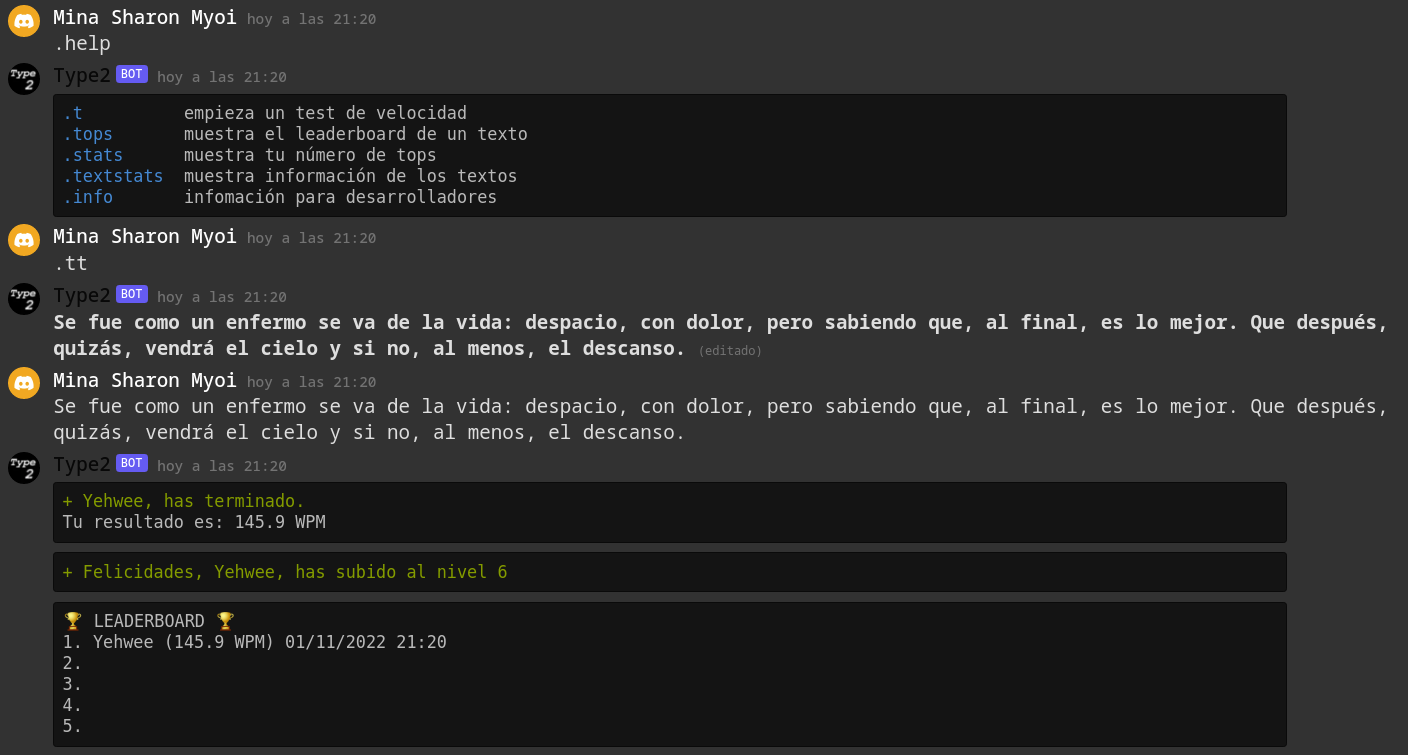 Mina Sharon Myoi hoy a las 21:20
.help
Type 2
Type2 BOT hoy a las 21:20
.t empieza un test de velocidad
.tops muestra el leaderboard de un texto
.stats muestra tu número de tops
.textstats muestra información de los textos
.info infomación para desarrolladores
Mina Sharon Myoi hoy a las 21:20
.tt
Type 2
Type2 BOT hoy a las 21:20
Se fue como un enfermo se va de la vida: despacio, con dolor, pero sabiendo que, al final, es lo mejor. Que después,
quizás, vendrá el cielo y si no, al menos, el descanso. (editado)
Mina Sharon Myoi hoy a las 21:20
Se fue como un enfermo se va de la vida: despacio, con dolor, pero sabiendo que, al final, es lo mejor. Que después,
quizás, vendrá el cielo y si no, al menos, el descanso.
Type 2
Type2 BOT hoy a las 21:20
+ Yehwee, has terminado.
Tu resultado es: 145.9 WPM
+ Felicidades, Yehwee, has subido al nivel 6
🏆 LEADERBOARD 🏆
1. Yehwee (145.9 WPM) 01/11/2022 21:20
2.
3.
4.
5.